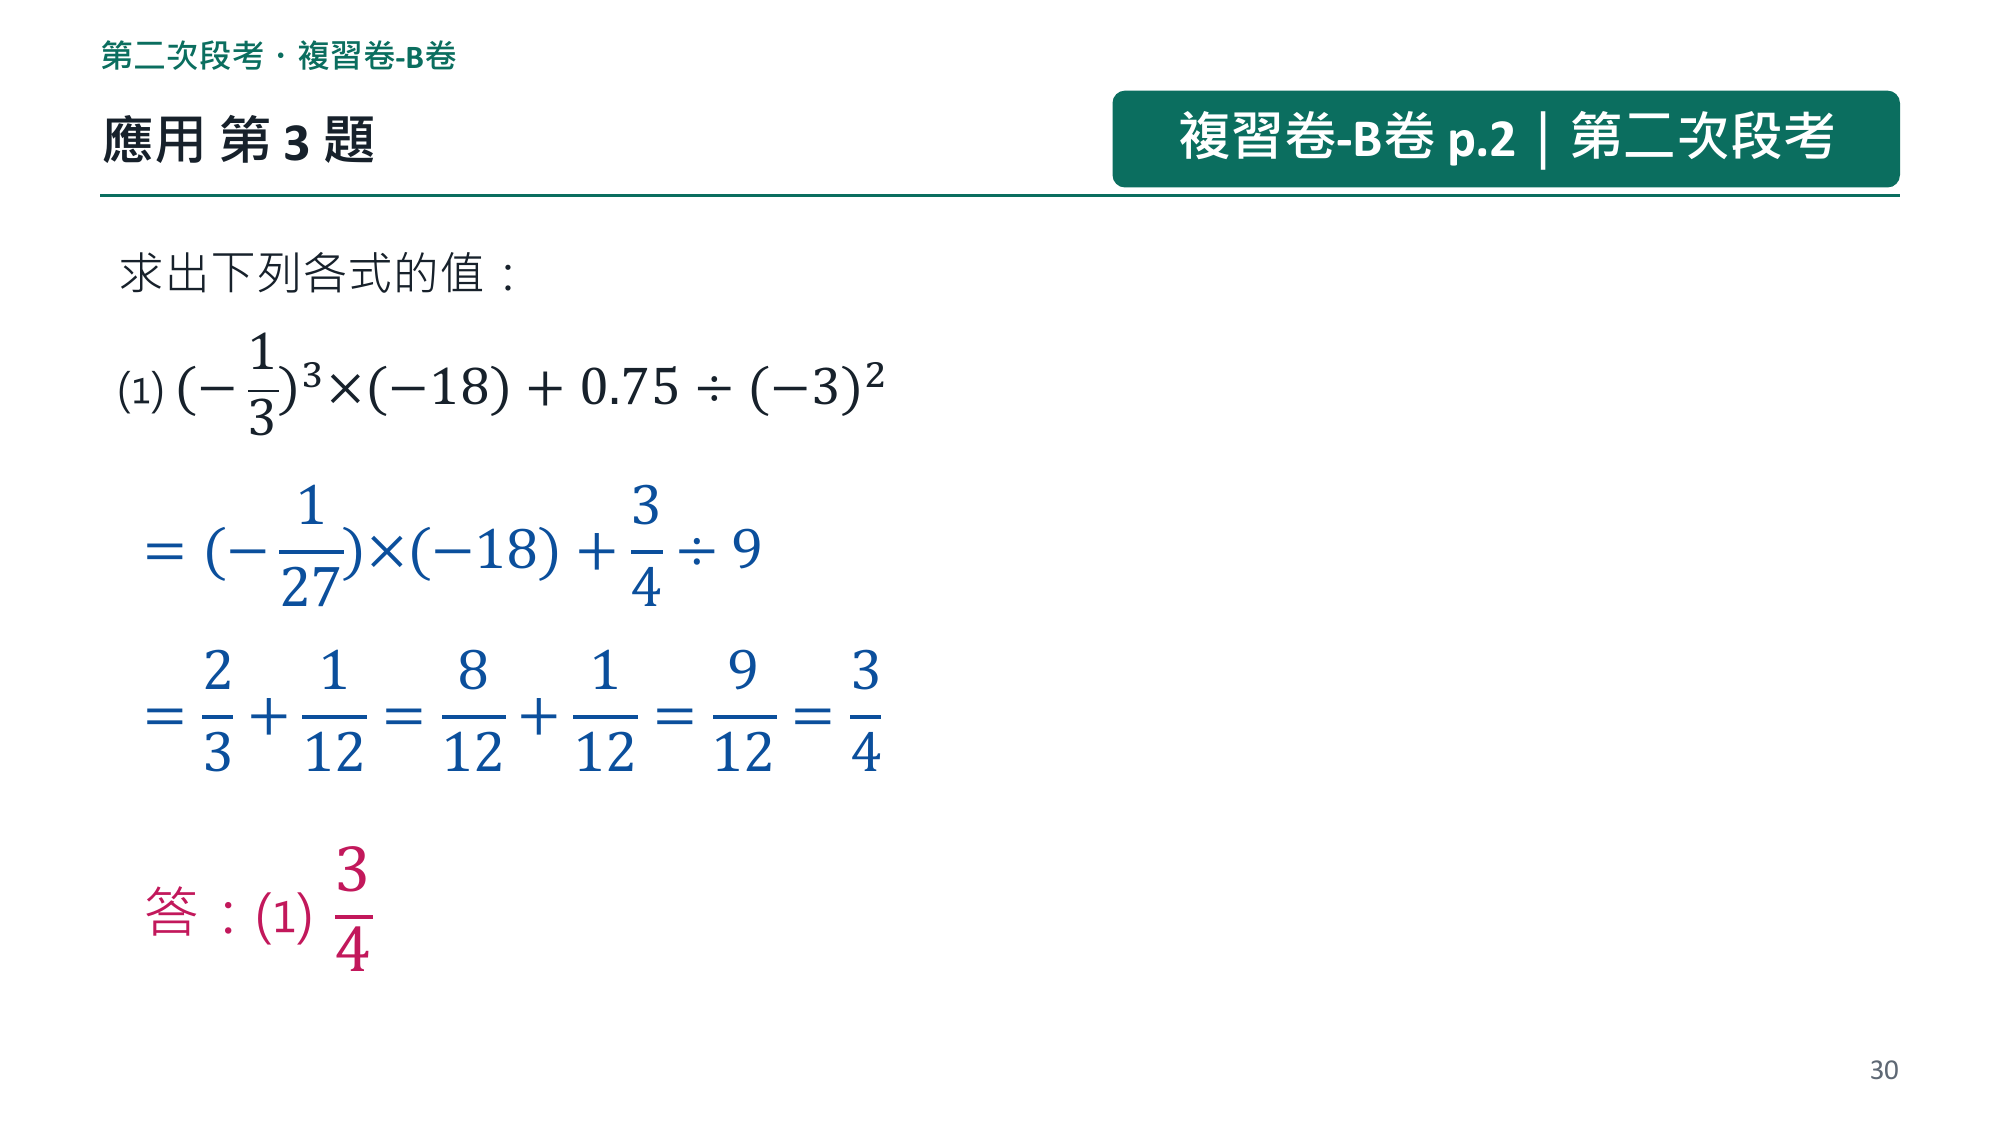 第二次段考・複習卷-B卷
應用 第 3 題
複習卷-B卷 p.2｜第二次段考
求出下列各式的值：
(1) (−1/3)³×(−18) + 0.75 ÷ (−3)²
= (−1/27)×(−18) + 3/4 ÷ 9
= 2/3 + 1/12 = 8/12 + 1/12 = 9/12 = 3/4
答：(1) 3/4
30